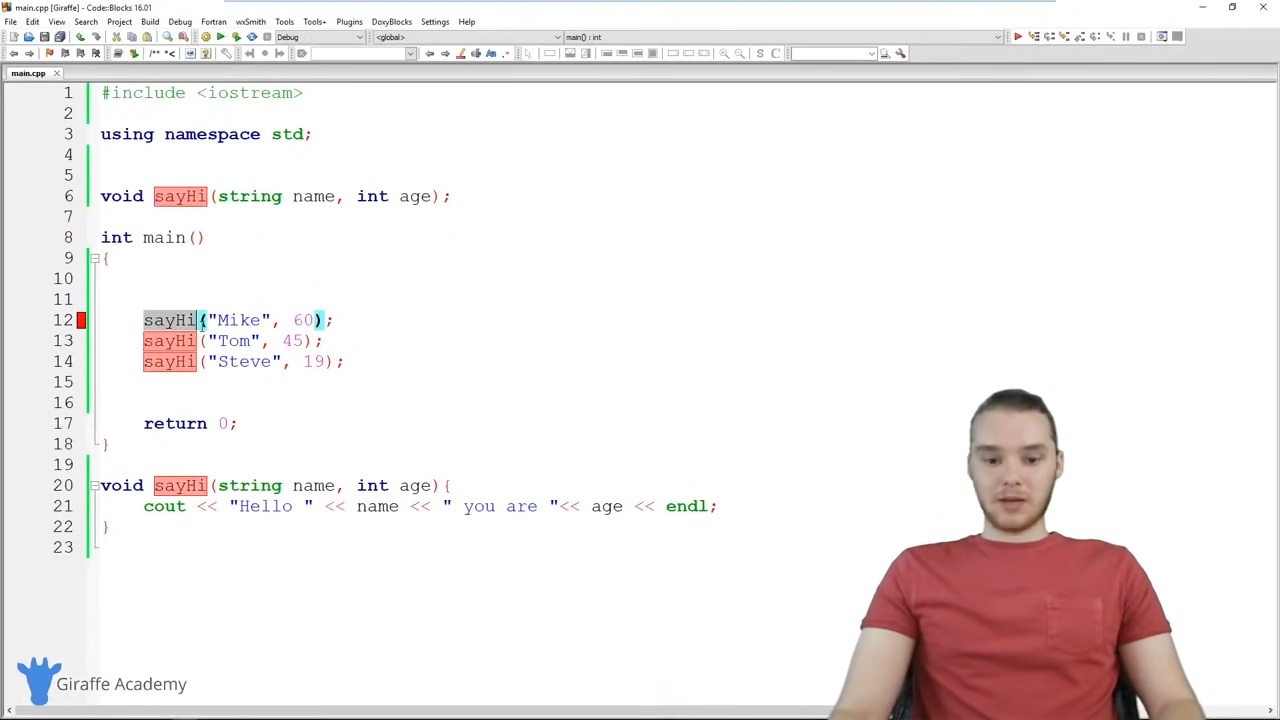 main.cpp [Giraffe] - Code::Blocks 16.01
File Edit View Search Project Build Debug Fortran wxSmith Tools Tools+ Plugins DoxyBlocks Settings Help
Debug <global> main() : int
main.cpp
1 #include <iostream>
2
3 using namespace std;
4
5
6 void sayHi(string name, int age);
7
8 int main()
9 {
10
11
12 sayHi("Mike", 60);
13 sayHi("Tom", 45);
14 sayHi("Steve", 19);
15
16
17 return 0;
18 }
19
20 void sayHi(string name, int age){
21 cout << "Hello " << name << " you are "<< age << endl;
22 }
23
Giraffe Academy